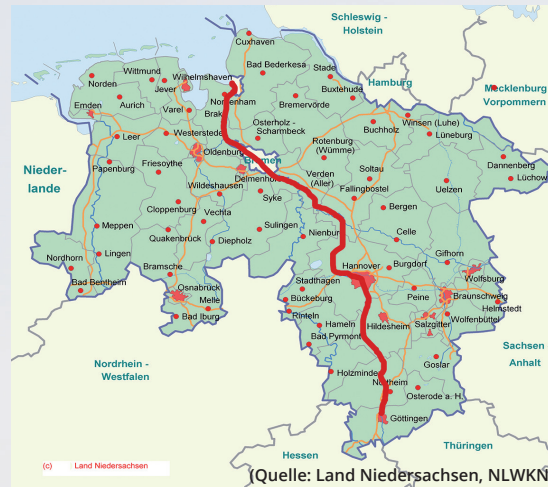 Schleswig -
Holstein
Cuxhaven
Bad Bederkesa
Hamburg
Mecklenburg
Vorpommern
Wittmund
Wilhelmshaven
Stade
Norden
Jever
Buxtehude
Emden
Aurich
Varel
Nordenham
Bremervörde
Winsen (Luhe)
Brake
Buchholz
Lüneburg
Leer
Westerstede
Osterholz -
Scharmbeck
Rotenburg
(Wümme)
Oldenburg
Bremen
Dannenberg
Nieder-
lande
Papenburg
Friesoythe
Delmenhorst
Verden
(Aller)
Soltau
Lüchow
Wildeshausen
Syke
Fallingbostel
Uelzen
Cloppenburg
Vechta
Bergen
Meppen
Quakenbrück
Diepholz
Sulingen
Nienburg
Celle
Nordhorn
Lingen
Gifhorn
Bramsche
Hannover
Burgdorf
Wolfsburg
Bad Bentheim
Osnabrück
Stadthagen
Peine
Braunschweig
Melle
Bückeburg
Helmstedt
Bad Iburg
Rinteln
Hildesheim
Salzgitter
Wolfenbüttel
Hameln
Bad Pyrmont
Sachsen
Anhalt
Nordrhein -
Westfalen
Goslar
Holzminden
Northeim
Osterode a. H.
Göttingen
Hessen
Thüringen
(c) Land Niedersachsen
(Quelle: Land Niedersachsen, NLWKN